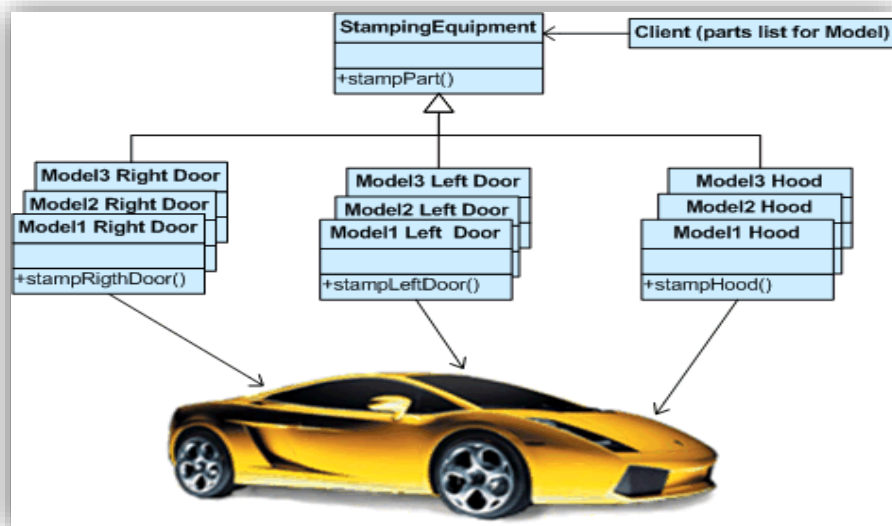 StampingEquipment
Client (parts list for Model)
+stampPart()
Model3 Right Door
Model2 Right Door
Model1 Right Door
+stampRigthDoor()
Model3 Left Door
Model2 Left Door
Model1 Left Door
+stampLeftDoor()
Model3 Hood
Model2 Hood
Model1 Hood
+stampHood()